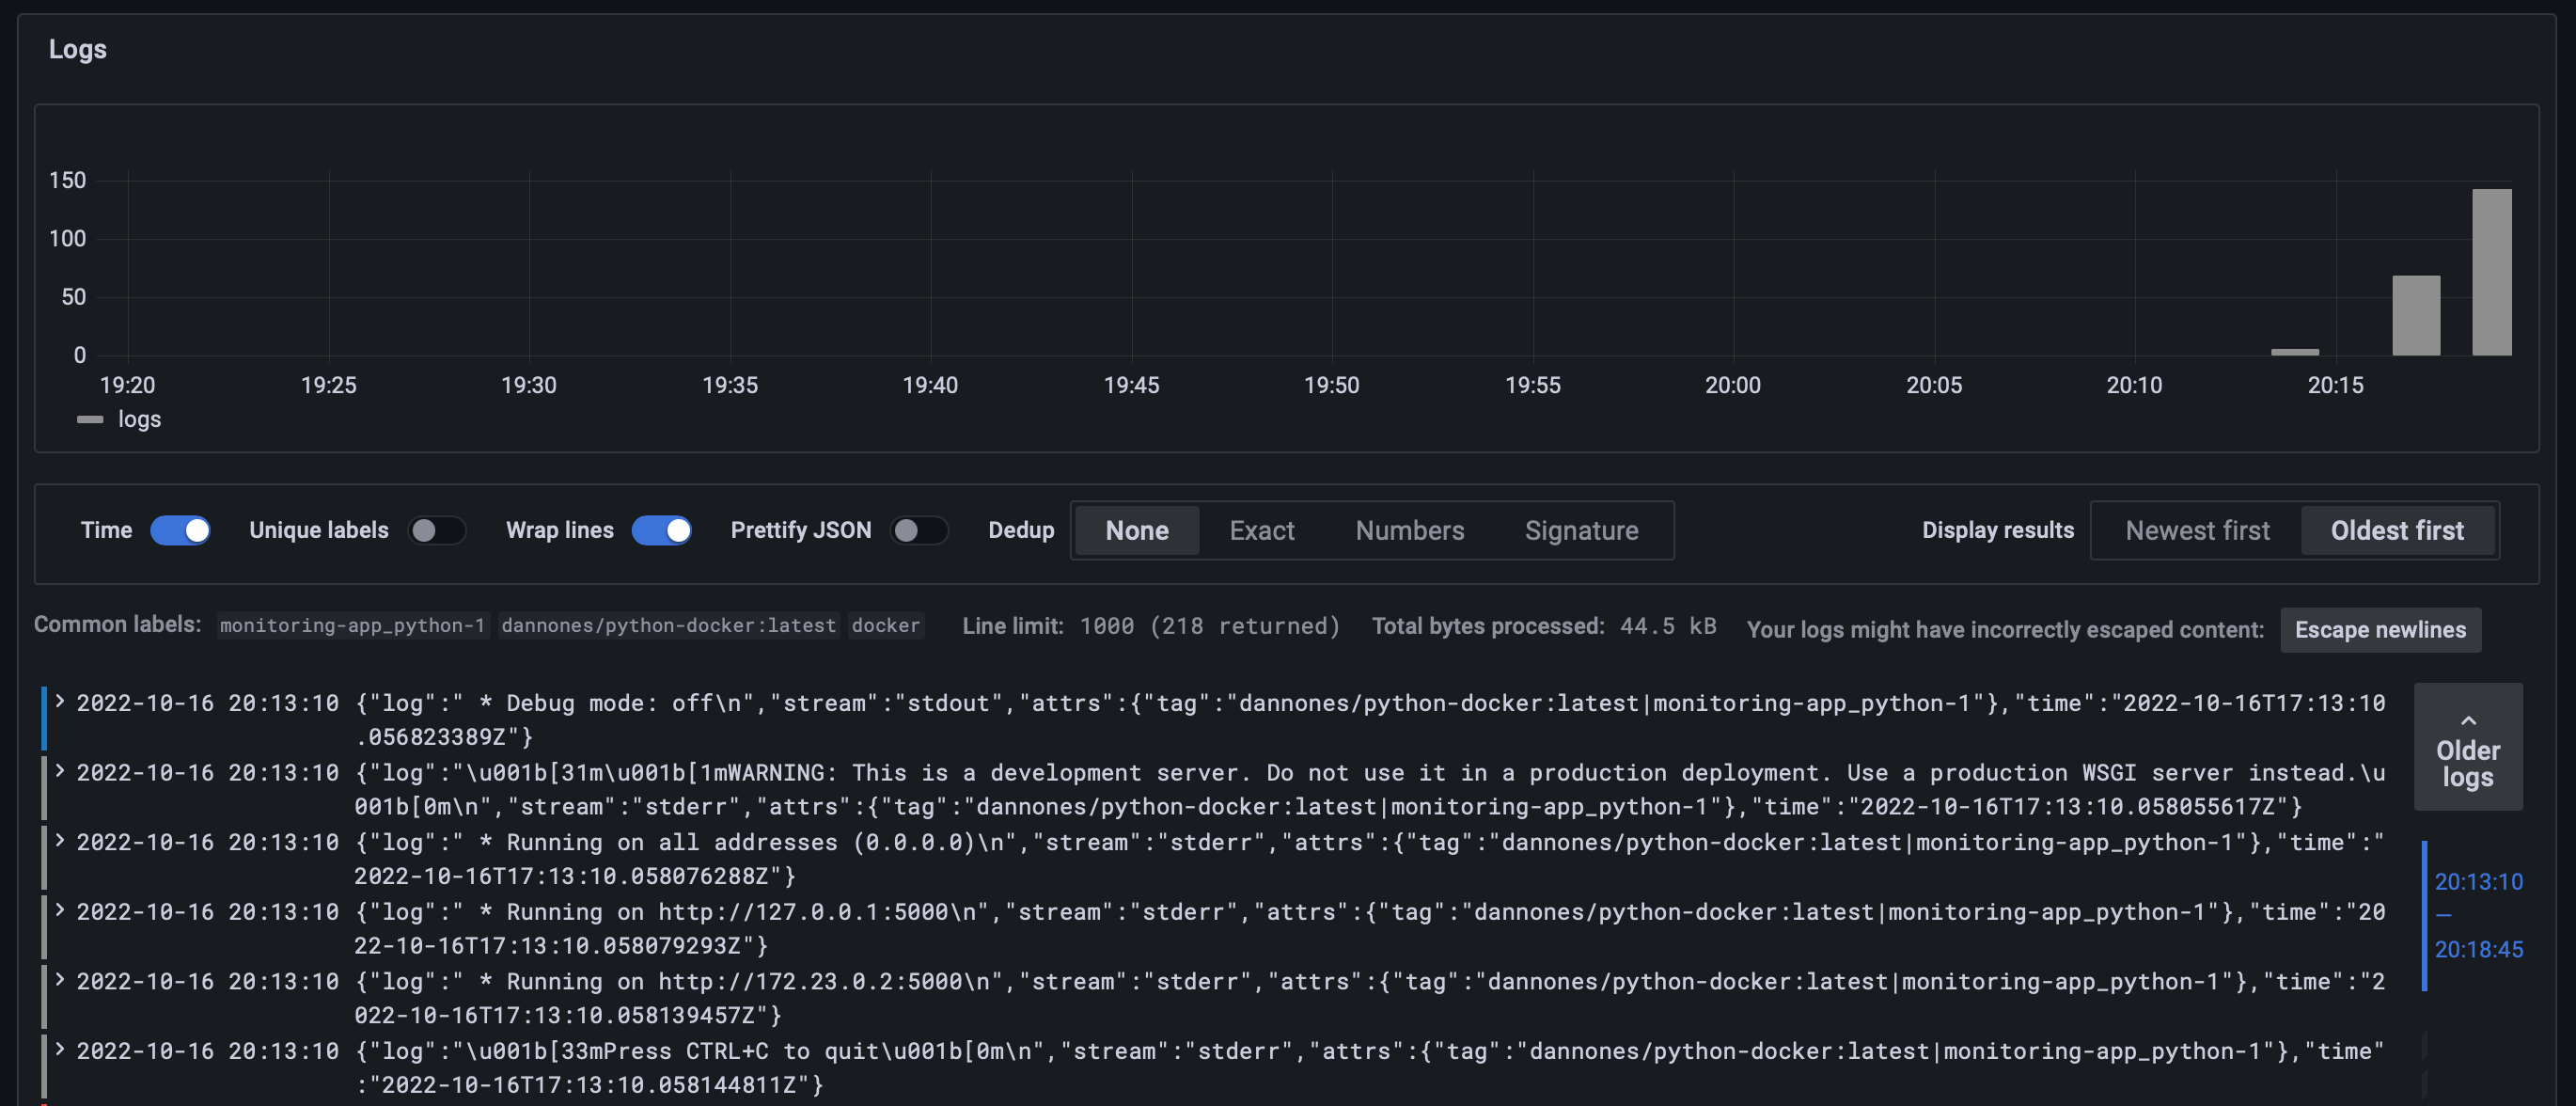 Logs
150
100
50
0
19:20 19:25 19:30 19:35 19:40 19:45 19:50 19:55 20:00 20:05 20:10 20:15
logs
Time Unique labels Wrap lines Prettify JSON Dedup None Exact Numbers Signature Display results Newest first Oldest first
Common labels: monitoring-app_python-1 dannones/python-docker:latest docker Line limit: 1000 (218 returned) Total bytes processed: 44.5 kB Your logs might have incorrectly escaped content: Escape newlines
2022-10-16 20:13:10 {"log":" * Debug mode: off\n","stream":"stdout","attrs":{"tag":"dannones/python-docker:latest|monitoring-app_python-1"},"time":"2022-10-16T17:13:10
.056823389Z"}
2022-10-16 20:13:10 {"log":"\u001b[31m\u001b[1mWARNING: This is a development server. Do not use it in a production deployment. Use a production WSGI server instead.\u
001b[0m\n","stream":"stderr","attrs":{"tag":"dannones/python-docker:latest|monitoring-app_python-1"},"time":"2022-10-16T17:13:10.058055617Z"}
2022-10-16 20:13:10 {"log":" * Running on all addresses (0.0.0.0)\n","stream":"stderr","attrs":{"tag":"dannones/python-docker:latest|monitoring-app_python-1"},"time":"
2022-10-16T17:13:10.058076288Z"}
2022-10-16 20:13:10 {"log":" * Running on http://127.0.0.1:5000\n","stream":"stderr","attrs":{"tag":"dannones/python-docker:latest|monitoring-app_python-1"},"time":"20
22-10-16T17:13:10.058079293Z"}
2022-10-16 20:13:10 {"log":" * Running on http://172.23.0.2:5000\n","stream":"stderr","attrs":{"tag":"dannones/python-docker:latest|monitoring-app_python-1"},"time":"2
022-10-16T17:13:10.058139457Z"}
2022-10-16 20:13:10 {"log":"\u001b[33mPress CTRL+C to quit\u001b[0m\n","stream":"stderr","attrs":{"tag":"dannones/python-docker:latest|monitoring-app_python-1"},"time"
:"2022-10-16T17:13:10.058144811Z"}
Older
logs
20:13:10
—
20:18:45